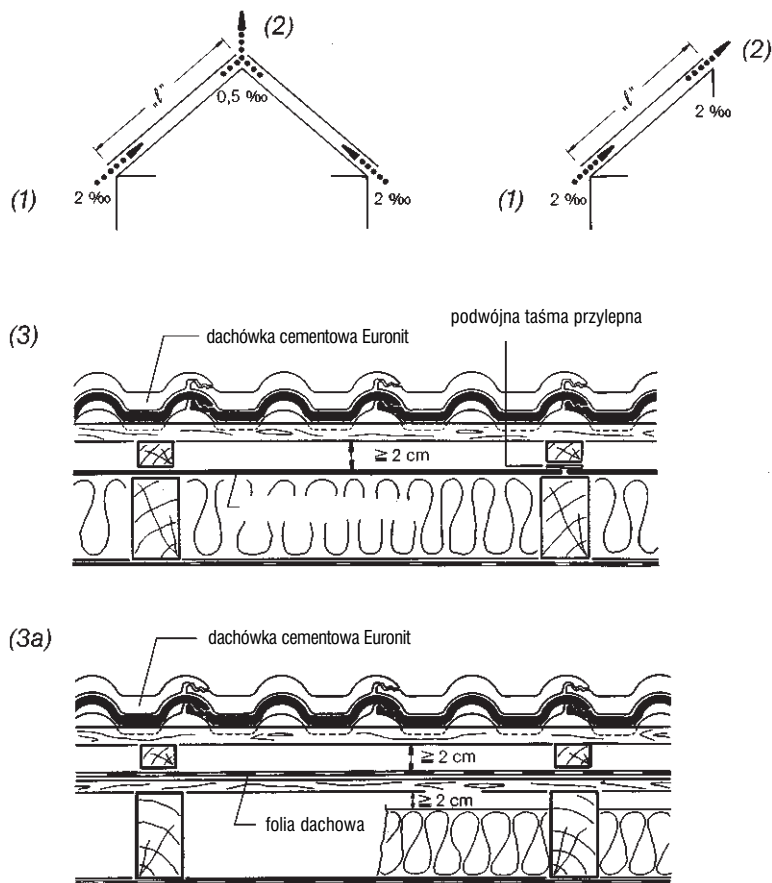 (2)
(2)
„ℓ”
„ℓ”
0,5 ‰
2 ‰
(1)
2 ‰
2 ‰
(1)
2 ‰
podwójna taśma przylepna
(3)
dachówka cementowa Euronit
≧ 2 cm
(3a)
dachówka cementowa Euronit
≧ 2 cm
≧ 2 cm
folia dachowa